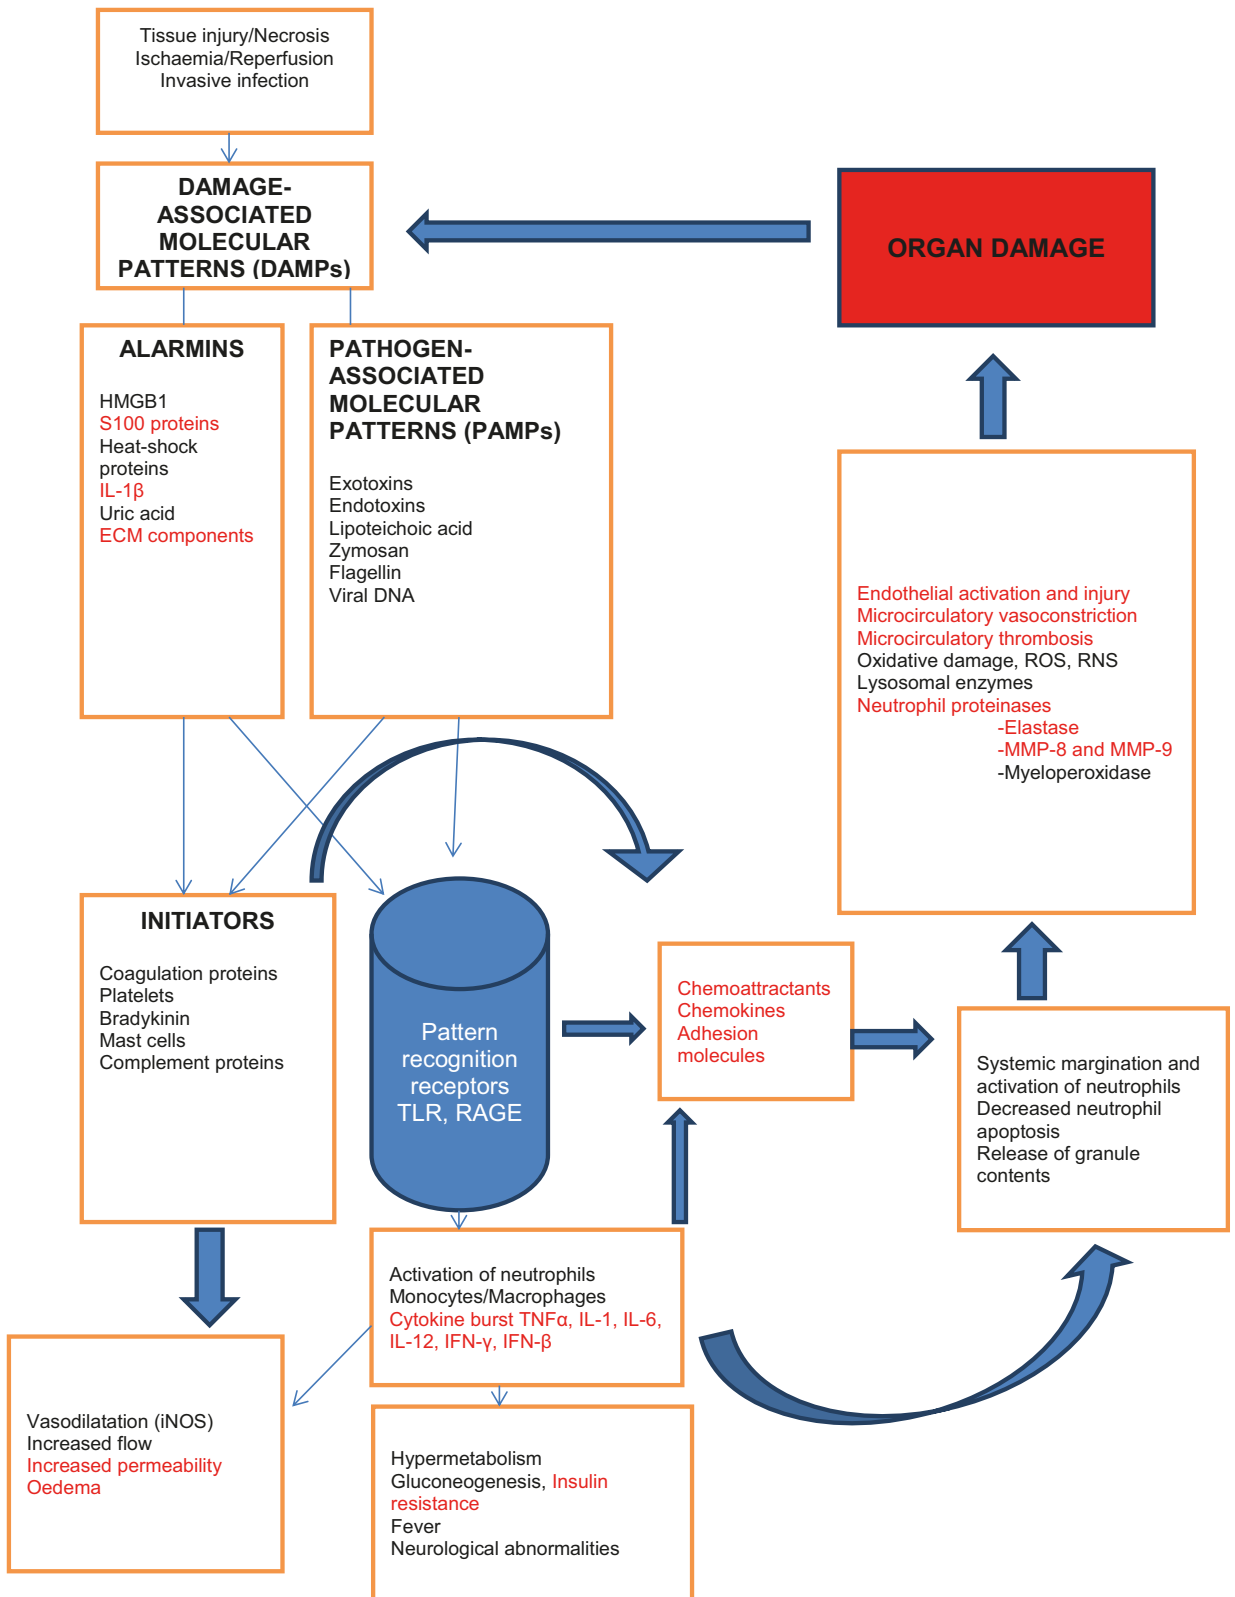 Tissue injury/Necrosis
Ischaemia/Reperfusion
Invasive infection
DAMAGE-
ASSOCIATED
MOLECULAR
PATTERNS (DAMPs)
ORGAN DAMAGE
ALARMINS
HMGB1
S100 proteins
Heat-shock
proteins
IL-1β
Uric acid
ECM components
PATHOGEN-
ASSOCIATED
MOLECULAR
PATTERNS (PAMPs)
Exotoxins
Endotoxins
Lipoteichoic acid
Zymosan
Flagellin
Viral DNA
Endothelial activation and injury
Microcirculatory vasoconstriction
Microcirculatory thrombosis
Oxidative damage, ROS, RNS
Lysosomal enzymes
Neutrophil proteinases
-Elastase
-MMP-8 and MMP-9
-Myeloperoxidase
INITIATORS
Coagulation proteins
Platelets
Bradykinin
Mast cells
Complement proteins
Pattern
recognition
receptors
TLR, RAGE
Chemoattractants
Chemokines
Adhesion
molecules
Systemic margination and
activation of neutrophils
Decreased neutrophil
apoptosis
Release of granule
contents
Activation of neutrophils
Monocytes/Macrophages
Cytokine burst TNFα, IL-1, IL-6,
IL-12, IFN-γ, IFN-β
Vasodilatation (iNOS)
Increased flow
Increased permeability
Oedema
Hypermetabolism
Gluconeogenesis, Insulin
resistance
Fever
Neurological abnormalities